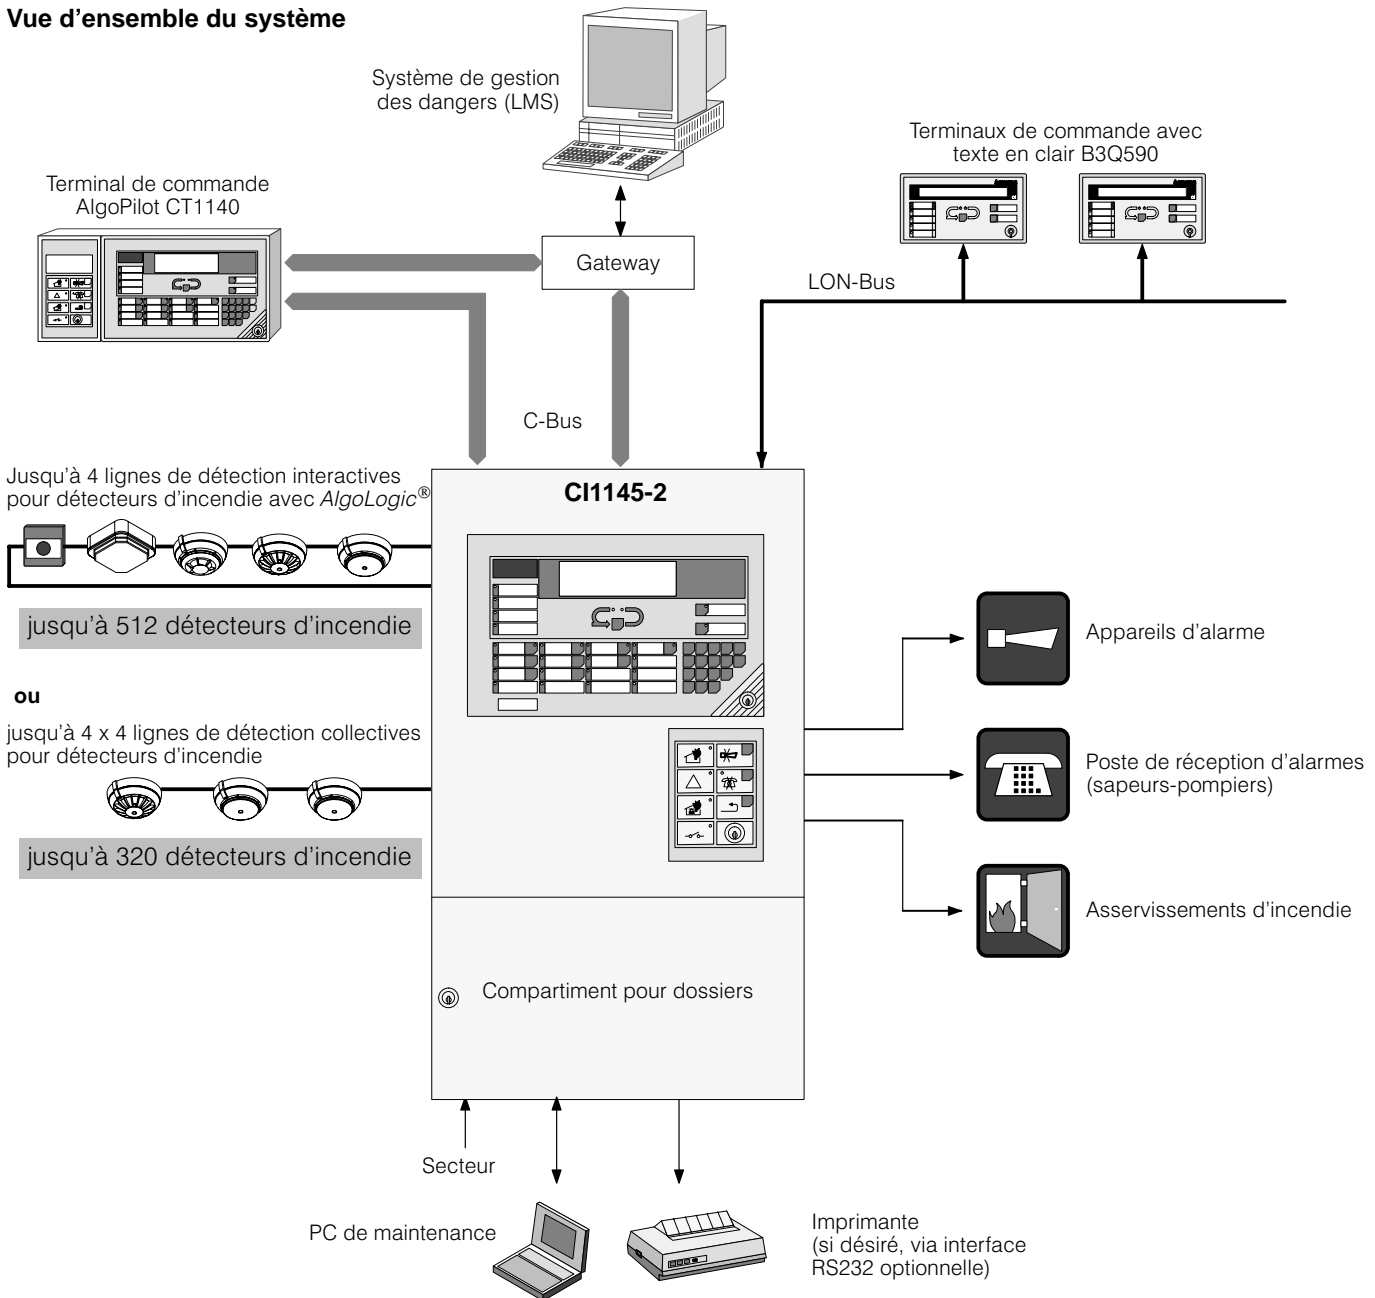 Vue d’ensemble du système
Système de gestion
des dangers (LMS)
Terminaux de commande avec
texte en clair B3Q590
Terminal de commande
AlgoPilot CT1140
Gateway
LON-Bus
C-Bus
Jusqu’à 4 lignes de détection interactives
pour détecteurs d’incendie avec AlgoLogic®
CI1145-2
jusqu’à 512 détecteurs d’incendie
Appareils d’alarme
ou
jusqu’à 4 x 4 lignes de détection collectives
pour détecteurs d’incendie
Poste de réception d’alarmes
(sapeurs-pompiers)
jusqu’à 320 détecteurs d’incendie
Asservissements d’incendie
Compartiment pour dossiers
Secteur
PC de maintenance
Imprimante
(si désiré, via interface
RS232 optionnelle)